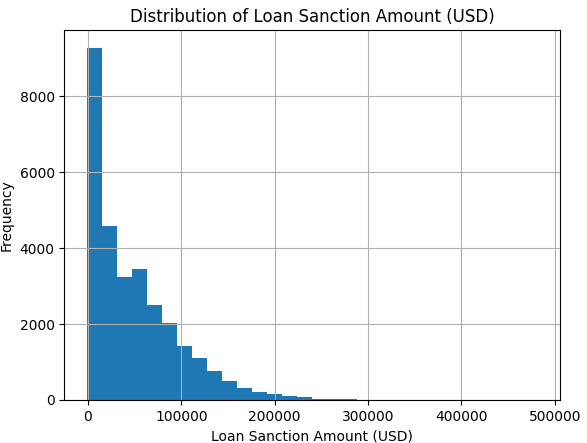 Distribution of Loan Sanction Amount (USD)
Frequency
8000
6000
4000
2000
0
0 100000 200000 300000 400000 500000
Loan Sanction Amount (USD)